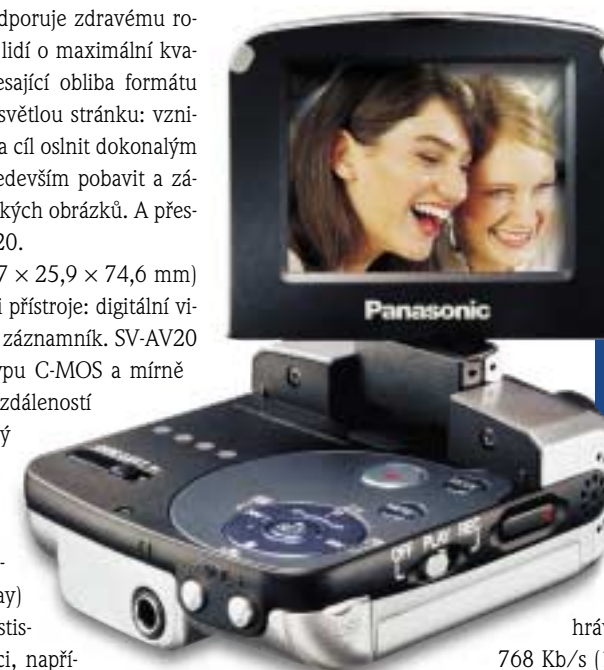 dporuje zdravému ro-
lidí o maximální kva-
esající obliba formátu
světlou stránku: vzni-
a cíl oslnit dokonalým
edevším pobavit a zá-
kých obrázků. A přes-
20.
7 × 25,9 × 74,6 mm)
i přístroje: digitální vi-
záznamník. SV-AV20
ypu C-MOS a mírně
zdáleností
ý
-
ay)
stis-
ci, napří-
Panasonic
OFF PLAY REC
hráv
768 Kb/s (